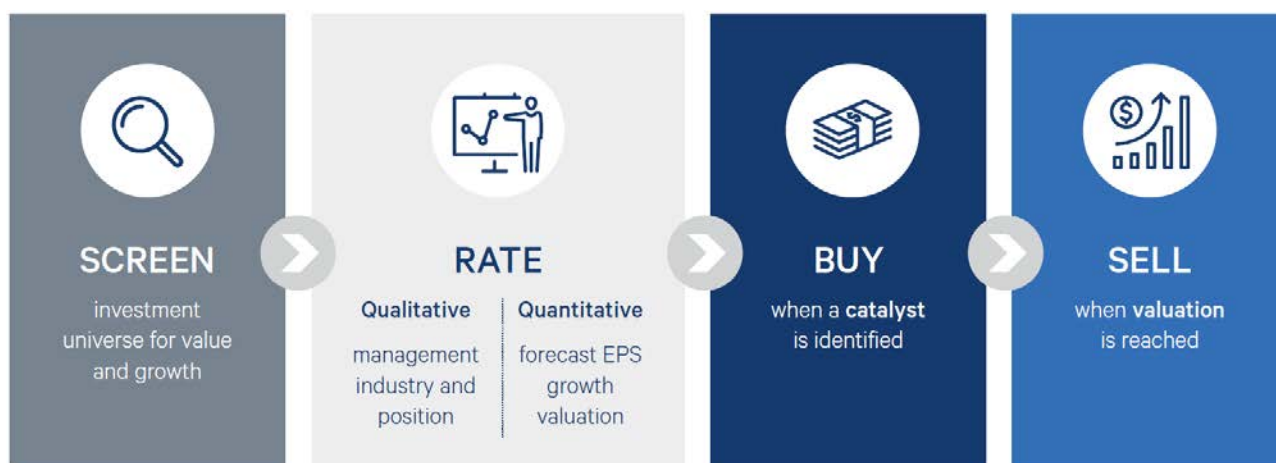 SCREEN
investment
universe for value
and growth
RATE
Qualitative
management
industry and
position
Quantitative
forecast EPS
growth
valuation
BUY
when a catalyst
is identified
SELL
when valuation
is reached
$
$